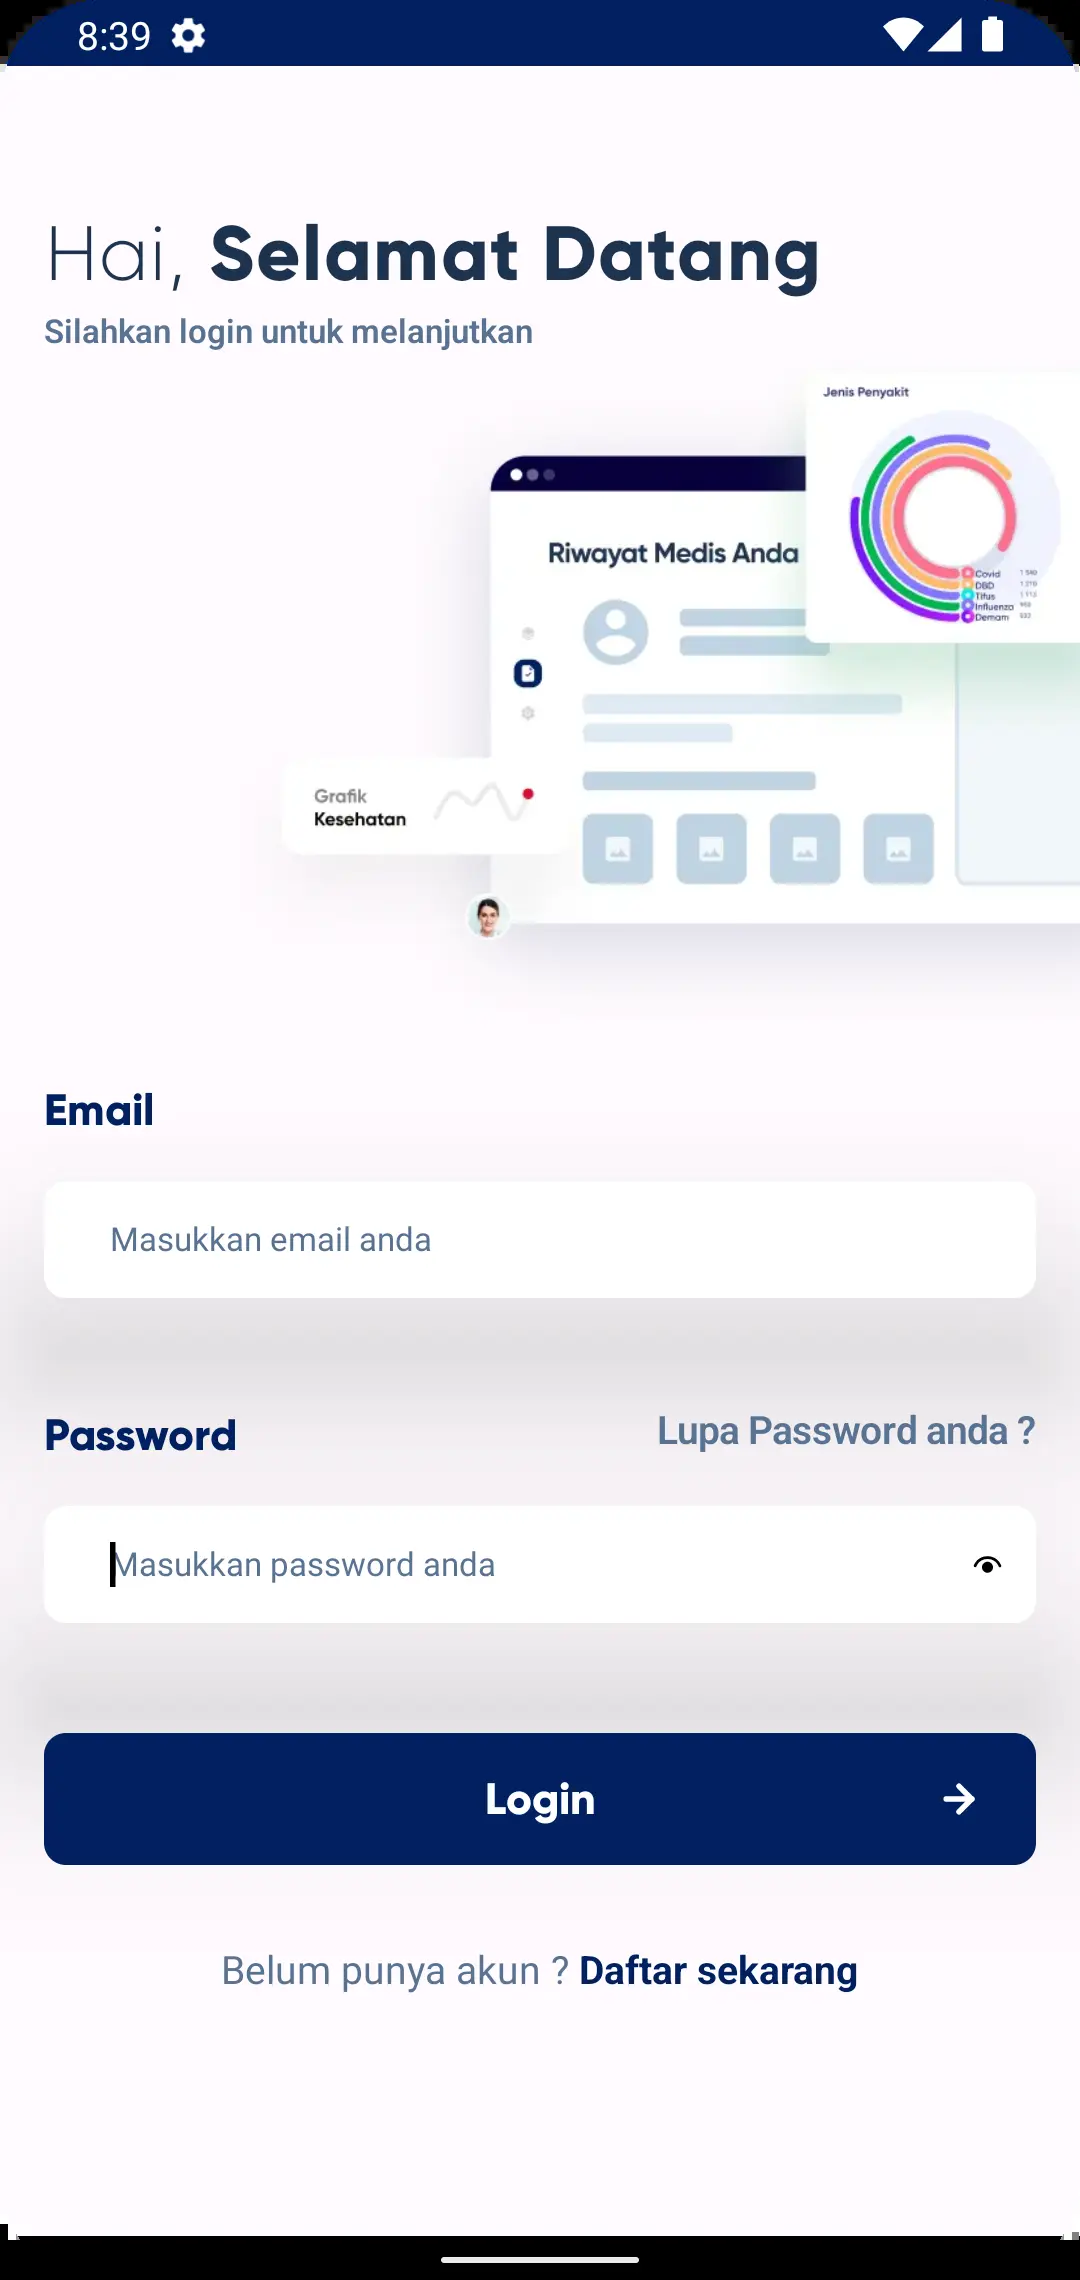 8:39
Hai, Selamat Datang
Silahkan login untuk melanjutkan
Jenis Penyakit
Riwayat Medis Anda
Covid
DBD
Tifus
Influenza
Demam
Grafik
Kesehatan
Email
Masukkan email anda
Password
Lupa Password anda ?
Masukkan password anda
Login
Belum punya akun ? Daftar sekarang